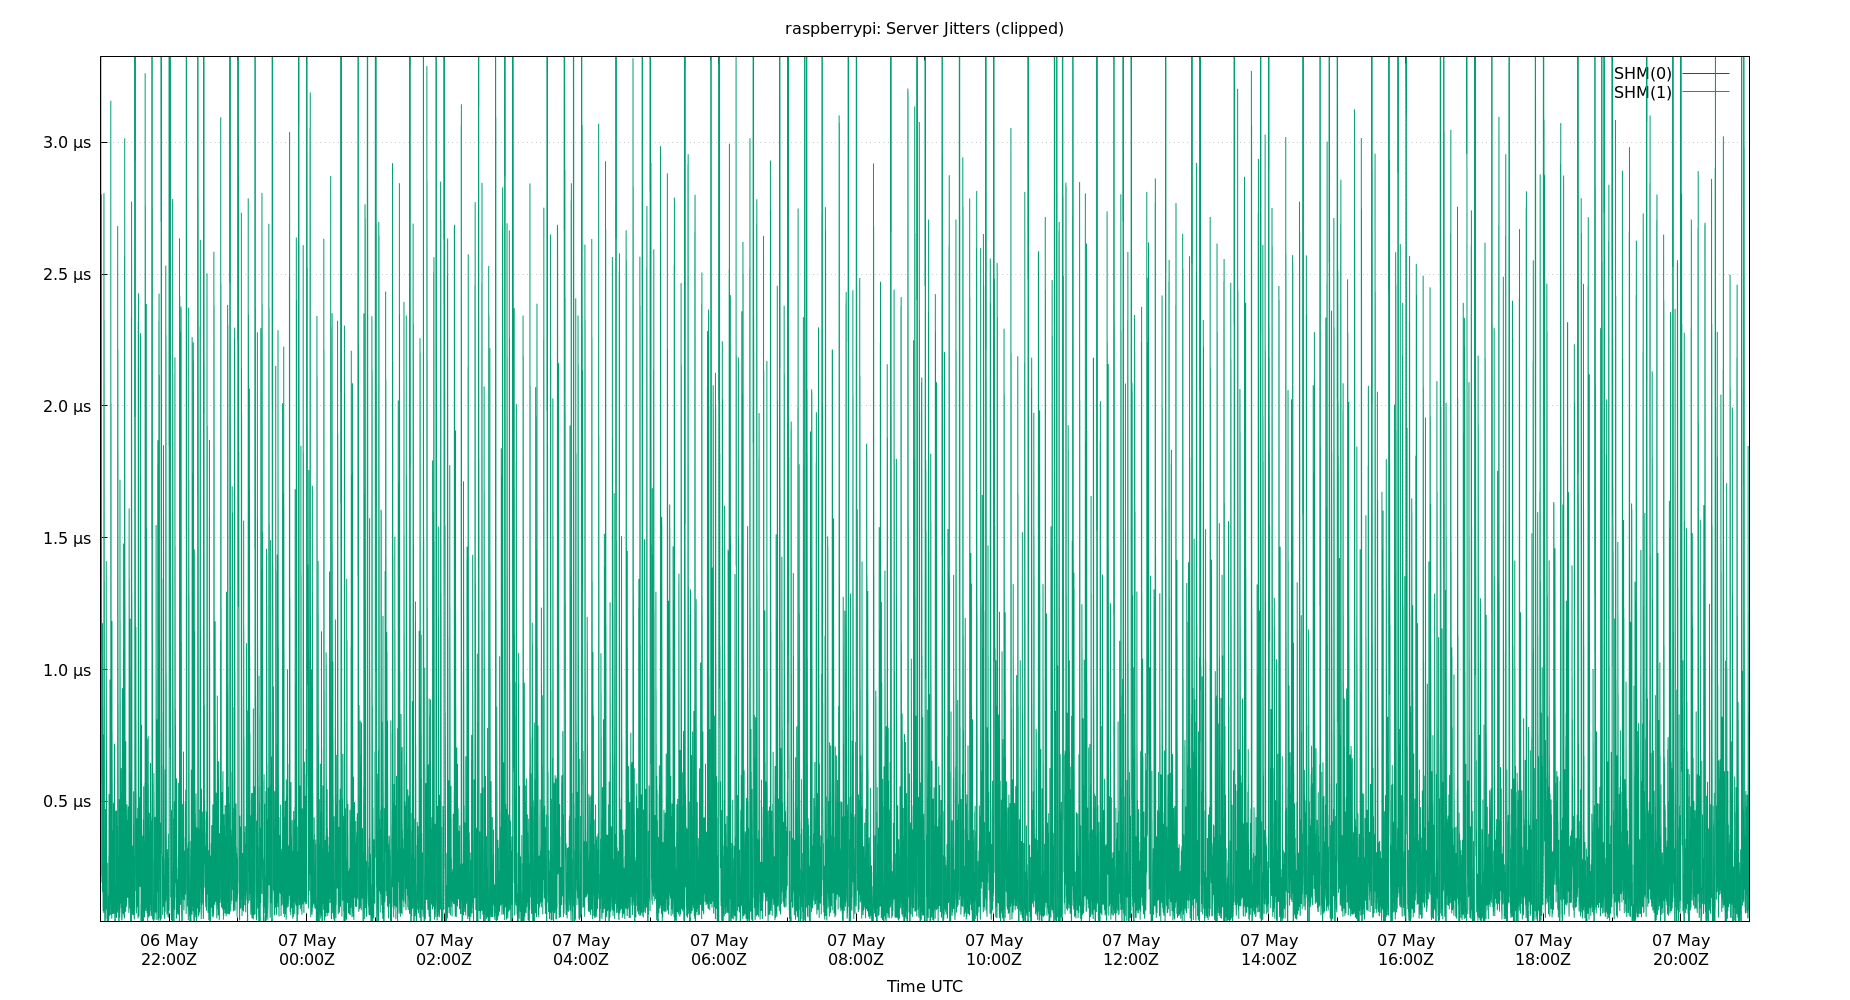 raspberrypi: Server Jitters (clipped)
SHM(0)
SHM(1)
3.0 µs
2.5 µs
2.0 µs
1.5 µs
1.0 µs
0.5 µs
06 May 07 May 07 May 07 May 07 May 07 May 07 May 07 May 07 May 07 May 07 May 07 May
22:00Z 00:00Z 02:00Z 04:00Z 06:00Z 08:00Z 10:00Z 12:00Z 14:00Z 16:00Z 18:00Z 20:00Z
Time UTC